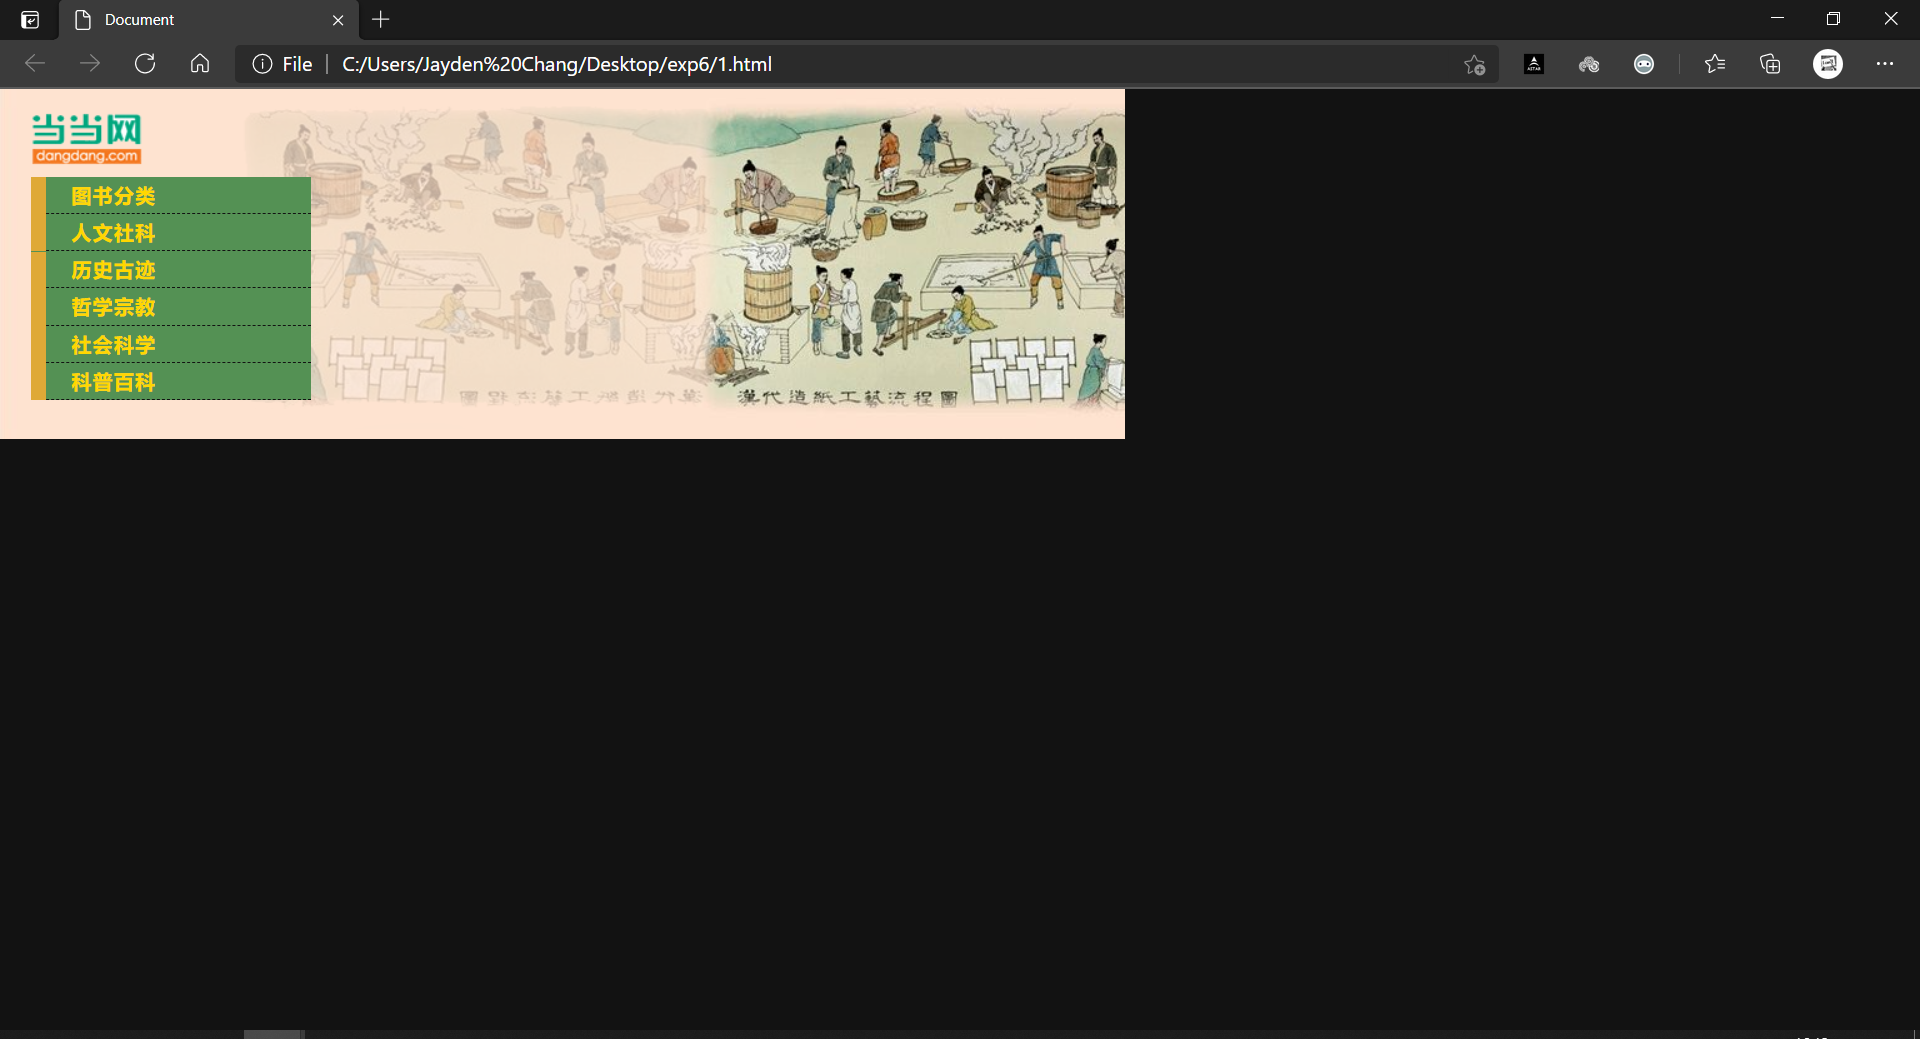 Document
File
C:/Users/Jayden%20Chang/Desktop/exp6/1.html
ASTAR
当当网
dangdang.com
图书分类
人文社科
历史古迹
哲学宗教
社会科学
科普百科
漢代造紙工藝流程圖